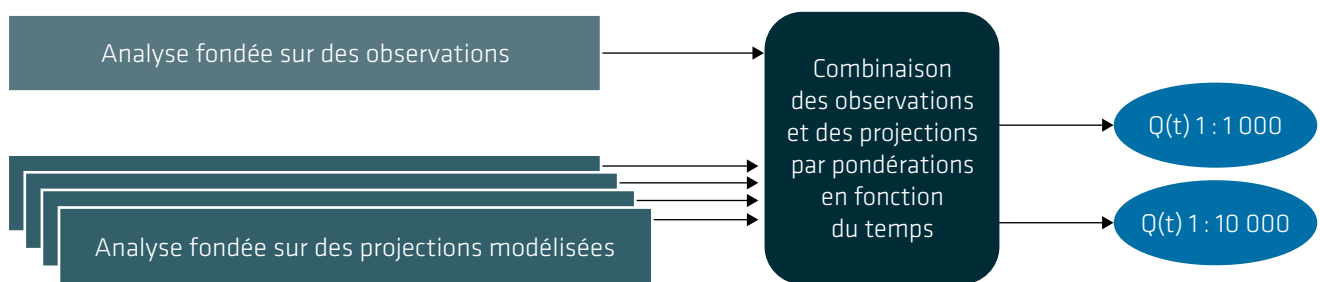 Analyse fondée sur des observations
Analyse fondée sur des projections modélisées
Combinaison
des observations
et des projections
par pondérations
en fonction
du temps
Q(t) 1 : 1 000
Q(t) 1 : 10 000